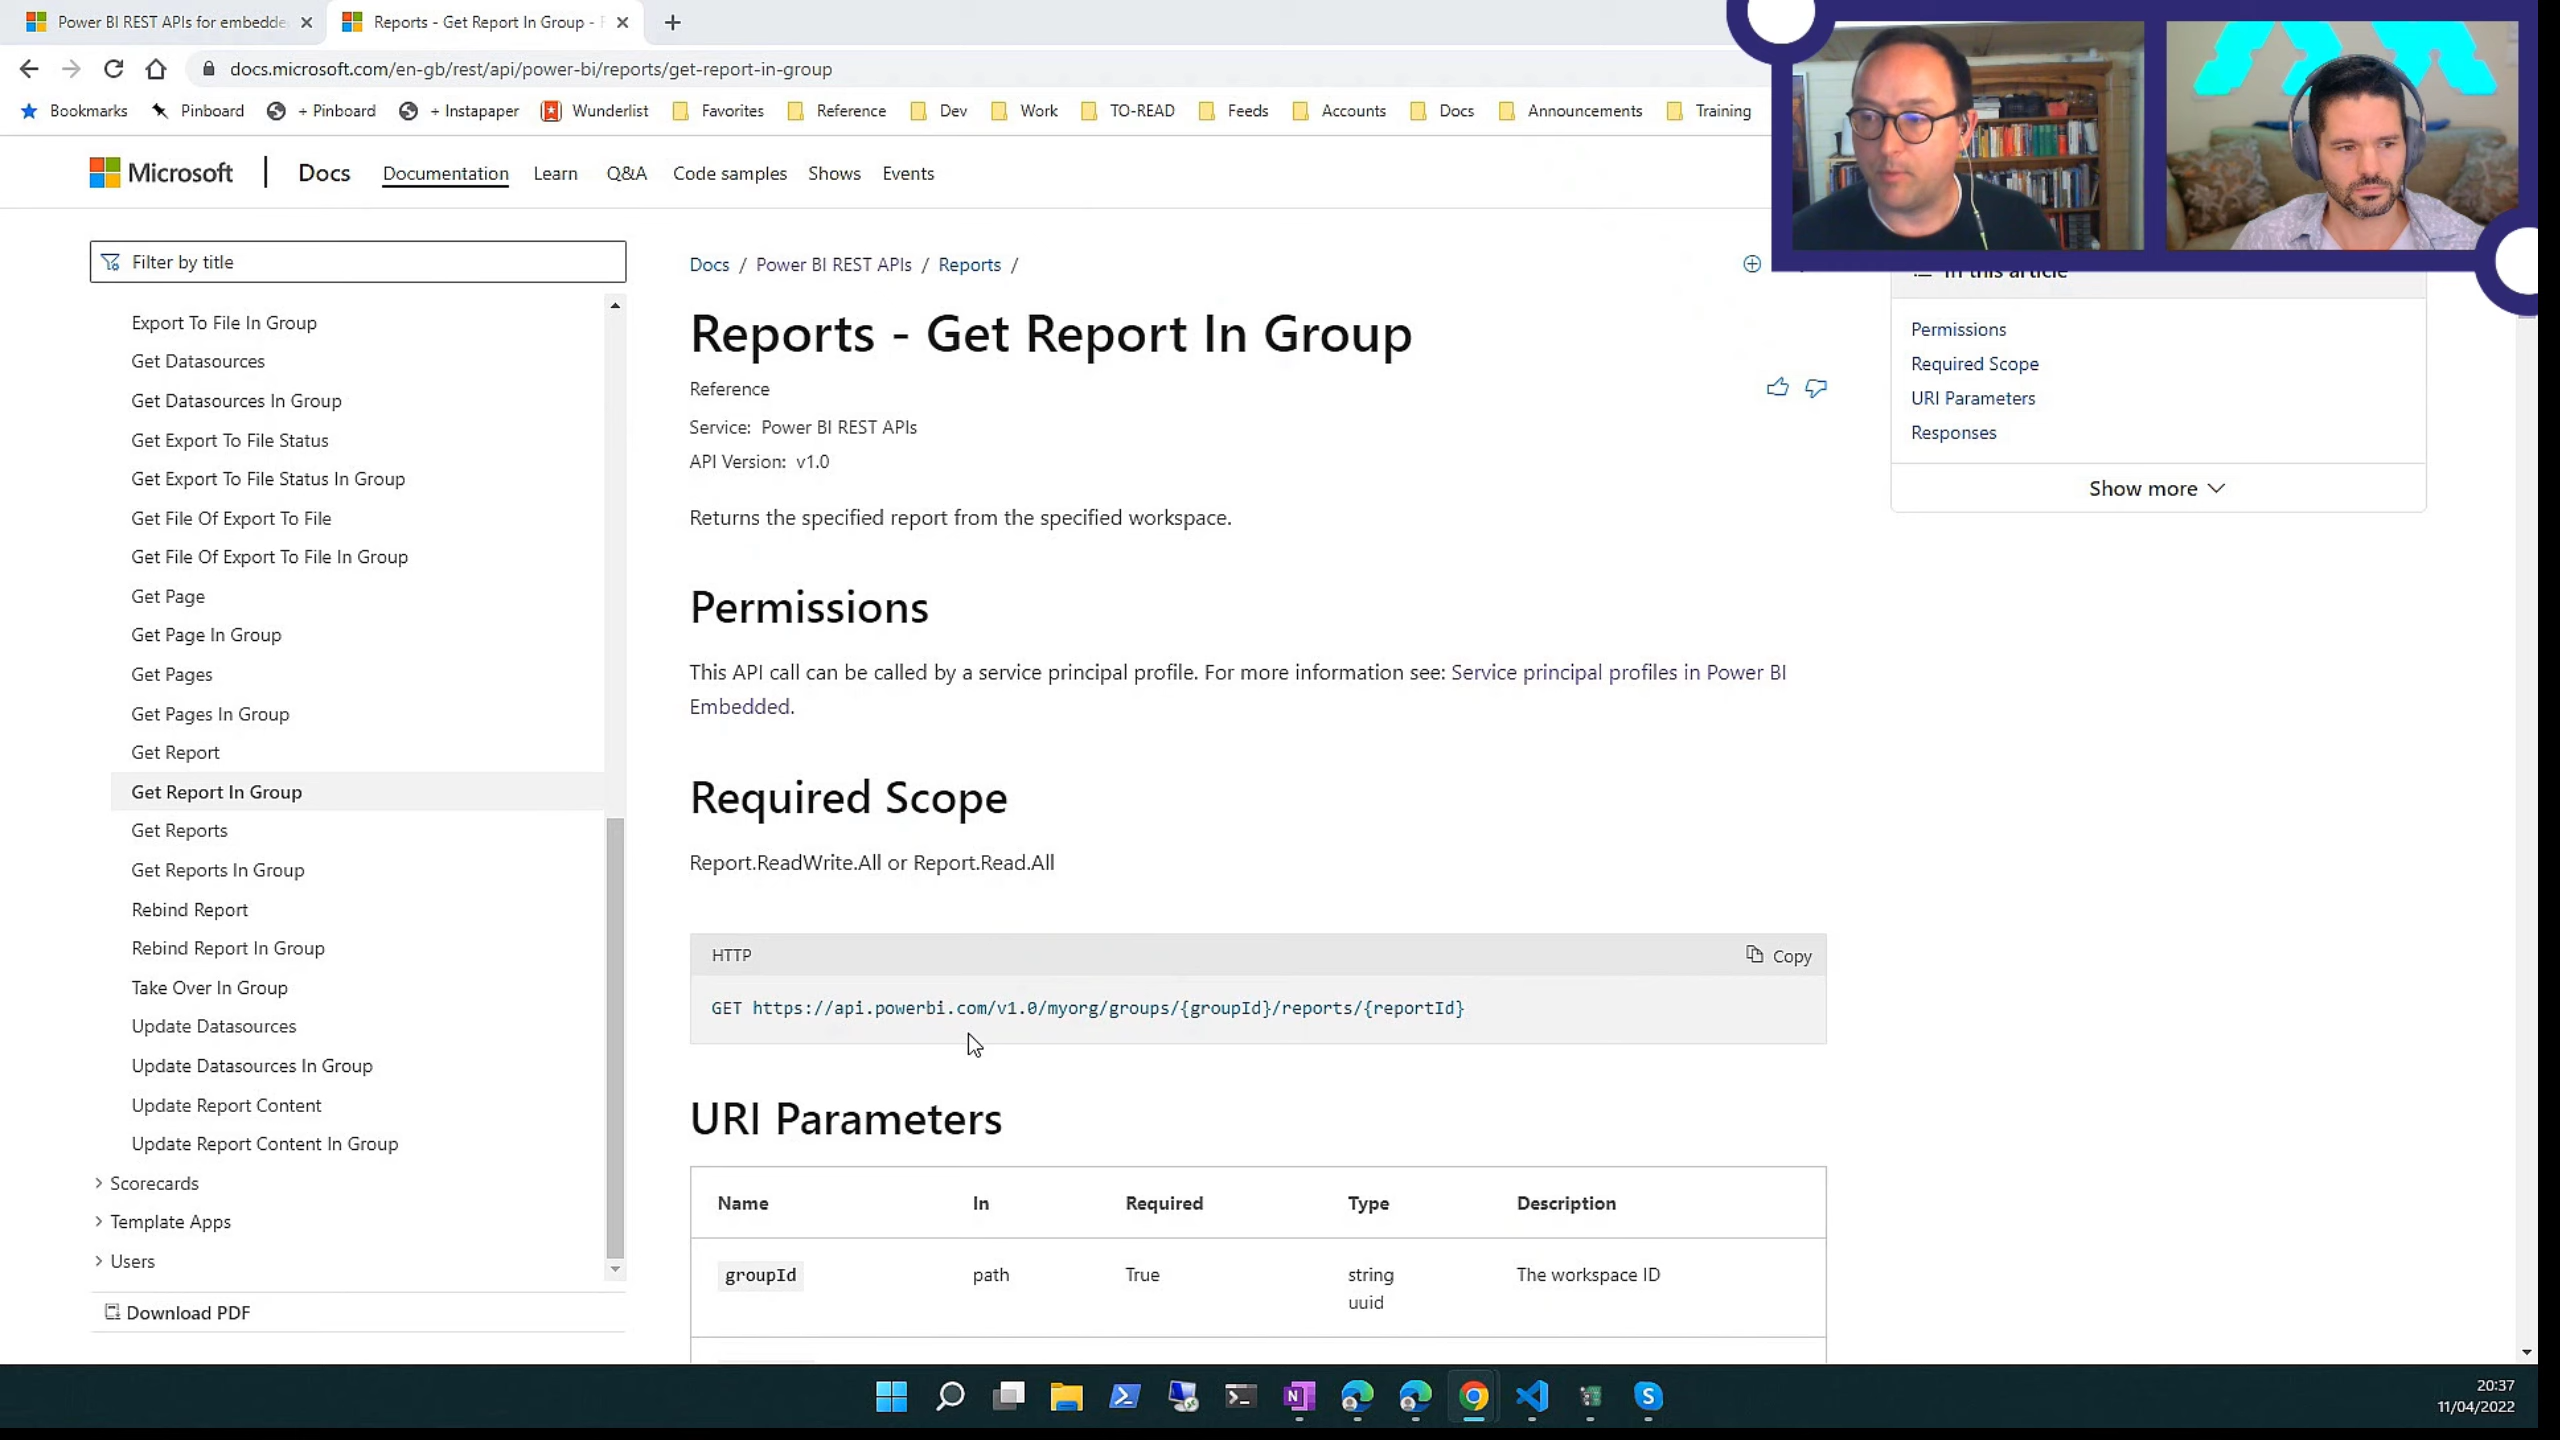 Power BI REST APIs for embedde
Reports - Get Report In Group -
docs.microsoft.com/en-gb/rest/api/power-bi/reports/get-report-in-group
Bookmarks Pinboard + Pinboard + Instapaper Wunderlist Favorites Reference Dev Work TO-READ Feeds Accounts Docs Announcements Training
Microsoft Docs Documentation Learn Q&A Code samples Shows Events
Filter by title
Export To File In Group
Get Datasources
Get Datasources In Group
Get Export To File Status
Get Export To File Status In Group
Get File Of Export To File
Get File Of Export To File In Group
Get Page
Get Page In Group
Get Pages
Get Pages In Group
Get Report
Get Report In Group
Get Reports
Get Reports In Group
Rebind Report
Rebind Report In Group
Take Over In Group
Update Datasources
Update Datasources In Group
Update Report Content
Update Report Content In Group
Scorecards
Template Apps
Users
Download PDF
Docs / Power BI REST APIs / Reports /
Reports - Get Report In Group
Reference
Service: Power BI REST APIs
API Version: v1.0
Returns the specified report from the specified workspace.
Permissions
This API call can be called by a service principal profile. For more information see: Service principal profiles in Power BI
Embedded.
Required Scope
Report.ReadWrite.All or Report.Read.All
HTTP Copy
GET https://api.powerbi.com/v1.0/myorg/groups/{groupId}/reports/{reportId}
URI Parameters
Name In Required Type Description
groupId path True string The workspace ID
uuid
In this article
Permissions
Required Scope
URI Parameters
Responses
Show more
20:37
11/04/2022